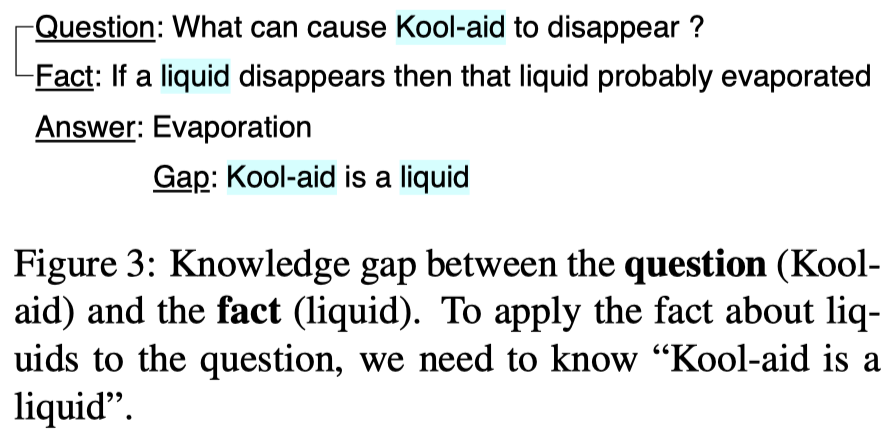 Question: What can cause Kool-aid to disappear ?
Fact: If a liquid disappears then that liquid probably evaporated
Answer: Evaporation
Gap: Kool-aid is a liquid
Figure 3: Knowledge gap between the question (Kool-
aid) and the fact (liquid). To apply the fact about liq-
uids to the question, we need to know “Kool-aid is a
liquid”.